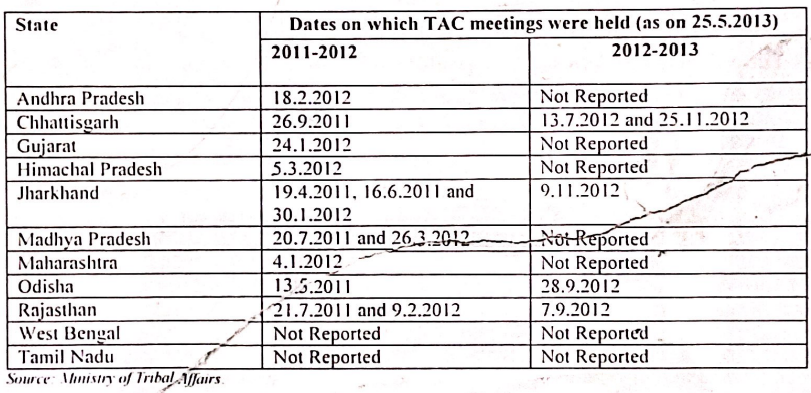 State Dates on which TAC meetings were held (as on 25.5.2013)
2011-2012 2012-2013
Andhra Pradesh 18.2.2012 Not Reported
Chhattisgarh 26.9.2011 13.7.2012 and 25.11.2012
Gujarat 24.1.2012 Not Reported
Himachal Pradesh 5.3.2012 Not Reported
Jharkhand 19.4.2011, 16.6.2011 and 9.11.2012
30.1.2012
Madhya Pradesh 20.7.2011 and 26.3.2012 Not Reported
Maharashtra 4.1.2012 Not Reported
Odisha 13.5.2011 28.9.2012
Rajasthan 21.7.2011 and 9.2.2012 7.9.2012
West Bengal Not Reported Not Reported
Tamil Nadu Not Reported Not Reported
Source: Ministry of Tribal Affairs.